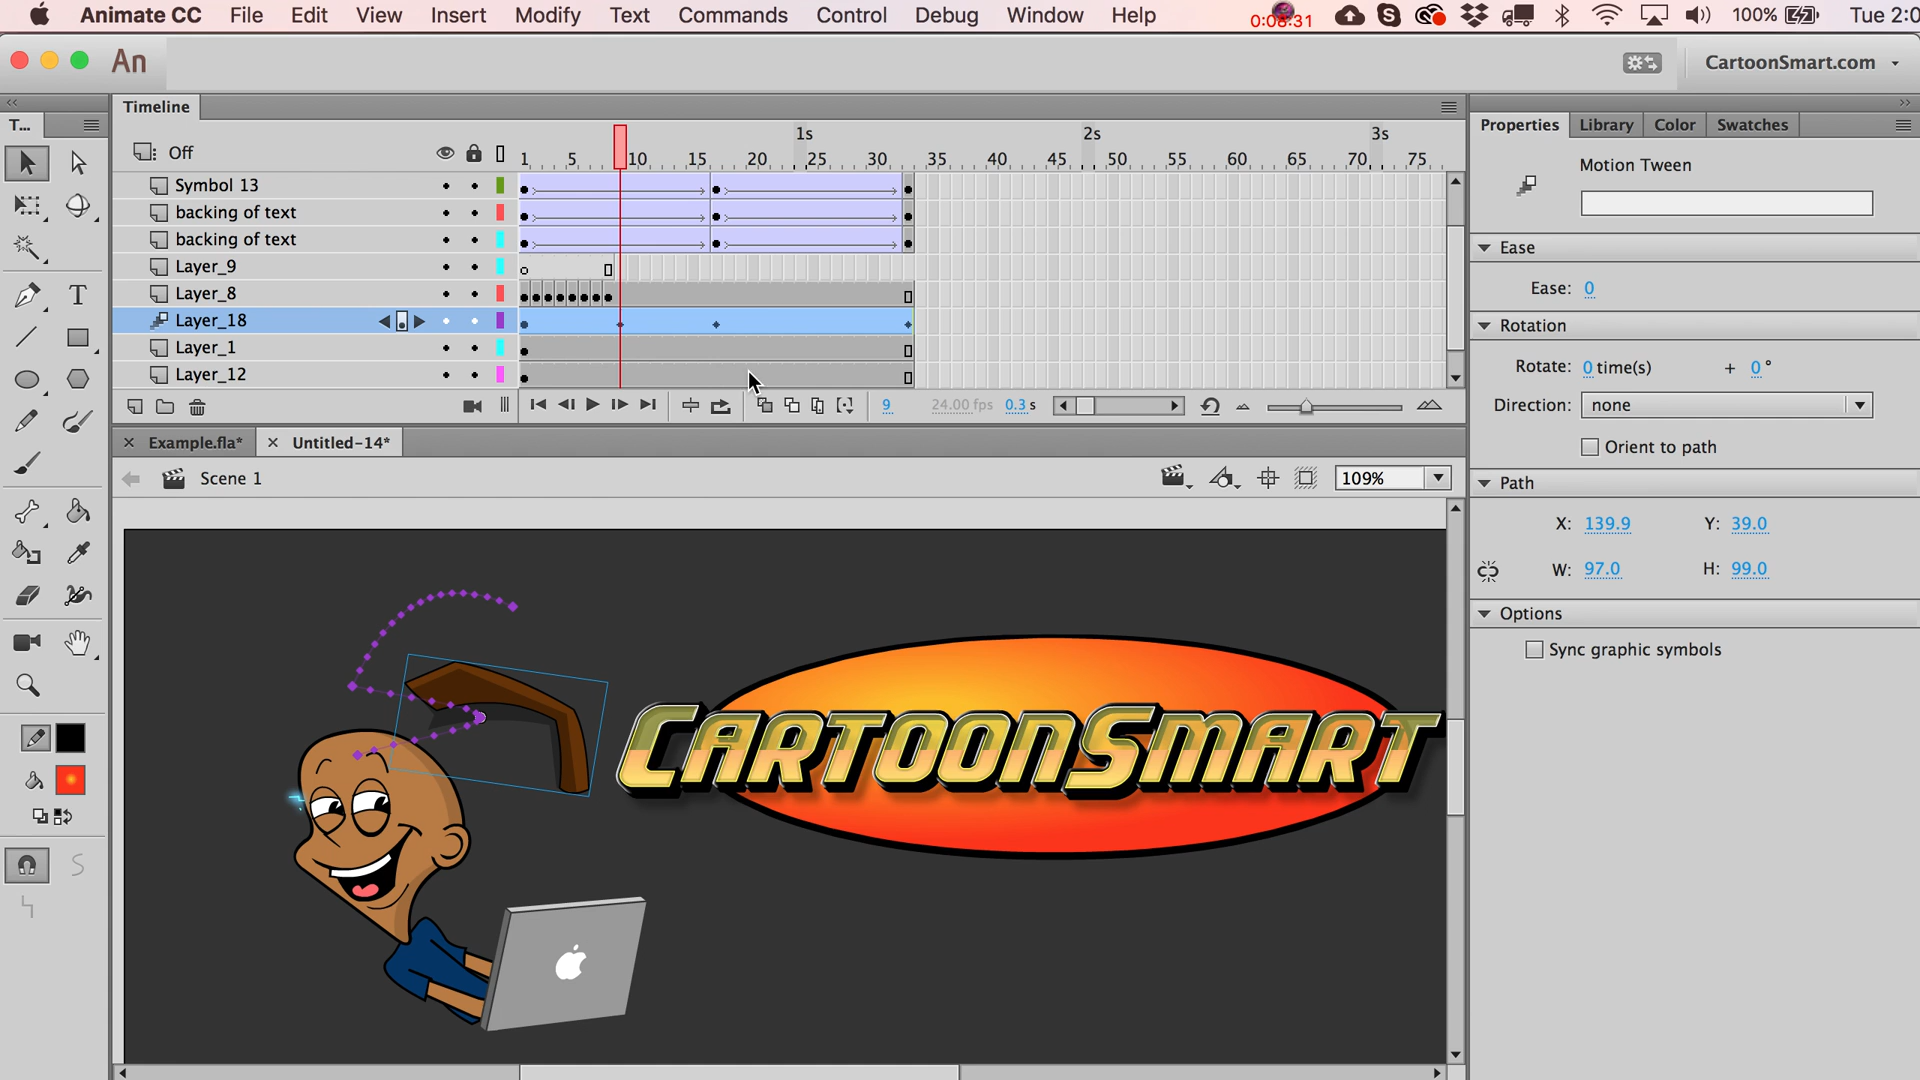 Animate CC File Edit View Insert Modify Text Commands Control Debug Window Help 0:08:31 100% Tue 2:0
An CartoonSmart.com
Timeline
T... Properties Library Color Swatches
1s 2s 3s
Off 1 5 10 15 20 25 30 35 40 45 50 55 60 65 70 75
Motion Tween
Symbol 13
backing of text
backing of text
Ease
Layer_9
Ease: 0
Layer_8
Layer_18
Rotation
Layer_1
Rotate: 0 time(s) + 0°
Layer_12
9 24.00 fps 0.3 s
Direction: none
Example.fla* Untitled-14*
Orient to path
Scene 1 109%
Path
X: 139.9 Y: 39.0
W: 97.0 H: 99.0
Options
Sync graphic symbols
CARTOONSMART